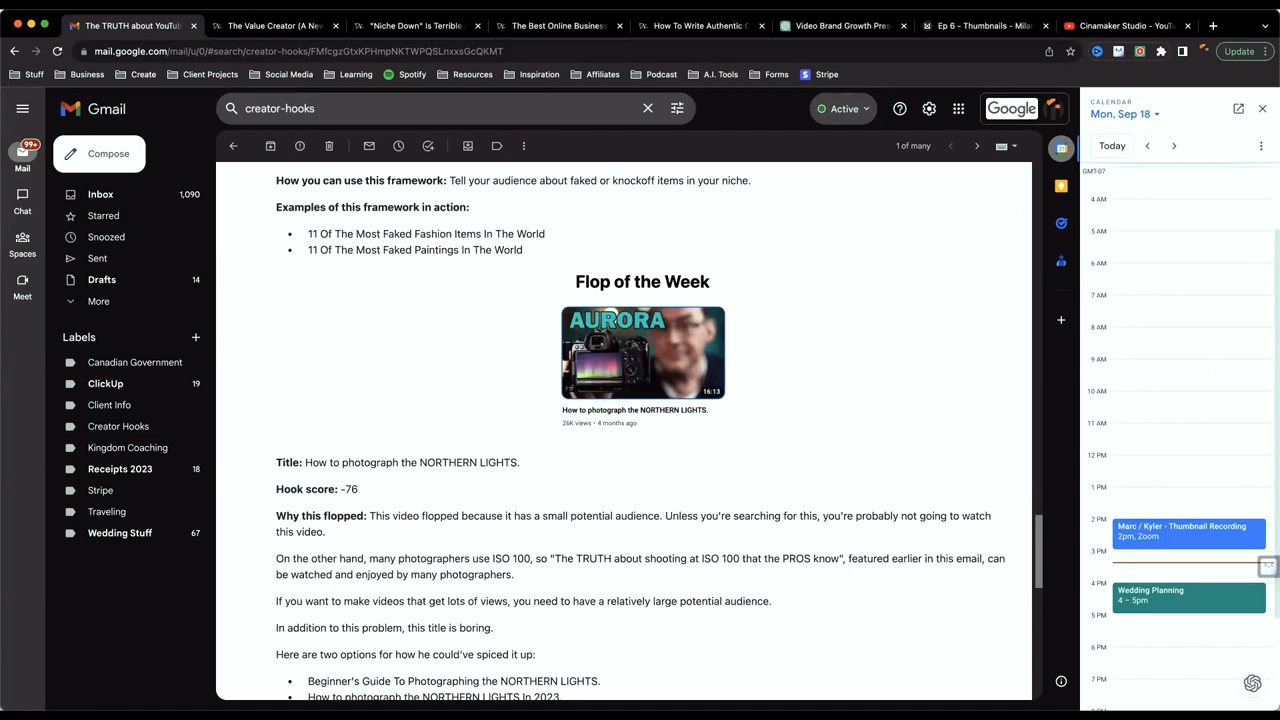 The TRUTH about YouTub
The Value Creator (A Nev
"Niche Down" Is Terrible
The Best Online Business
How To Write Authentic C
Video Brand Growth Pres
Ep 6 - Thumbnails - Milan
Cinamaker Studio - YouTu
mail.google.com/mail/u/0/#search/creator-hooks/FMfcgzGtxKPHmpNKTWPQSLnxxsGcQKMT
Update
Stuff
Business
Create
Client Projects
Social Media
Learning
Spotify
Resources
Inspiration
Affiliates
Podcast
A.I. Tools
Forms
Stripe
Gmail
creator-hooks
Active
Google
99+
Mail
Chat
Spaces
Meet
Compose
Inbox 1,090
Starred
Snoozed
Sent
Drafts 14
More
Labels
Canadian Government
ClickUp 19
Client Info
Creator Hooks
Kingdom Coaching
Receipts 2023 18
Stripe
Traveling
Wedding Stuff 67
1 of many
How you can use this framework: Tell your audience about faked or knockoff items in your niche.
Examples of this framework in action:
• 11 Of The Most Faked Fashion Items In The World
• 11 Of The Most Faked Paintings In The World
Flop of the Week
AURORA
16:13
How to photograph the NORTHERN LIGHTS.
26K views • 4 months ago
Title: How to photograph the NORTHERN LIGHTS.
Hook score: -76
Why this flopped: This video flopped because it has a small potential audience. Unless you're searching for this, you're probably not going to watch
this video.
On the other hand, many photographers use ISO 100, so "The TRUTH about shooting at ISO 100 that the PROS know", featured earlier in this email, can
be watched and enjoyed by many photographers.
If you want to make videos that get lots of views, you need to have a relatively large potential audience.
In addition to this problem, this title is boring.
Here are two options for how he could've spiced it up:
• Beginner's Guide To Photographing the NORTHERN LIGHTS.
• How to photograph the NORTHERN LIGHTS In 2023.
CALENDAR
Mon, Sep 18
Today
GMT-07
4 AM
5 AM
6 AM
7 AM
8 AM
9 AM
10 AM
11 AM
12 PM
1 PM
2 PM
Marc / Kyler - Thumbnail Recording
2pm, Zoom
3 PM
4 PM
Wedding Planning
4 – 5pm
5 PM
6 PM
7 PM